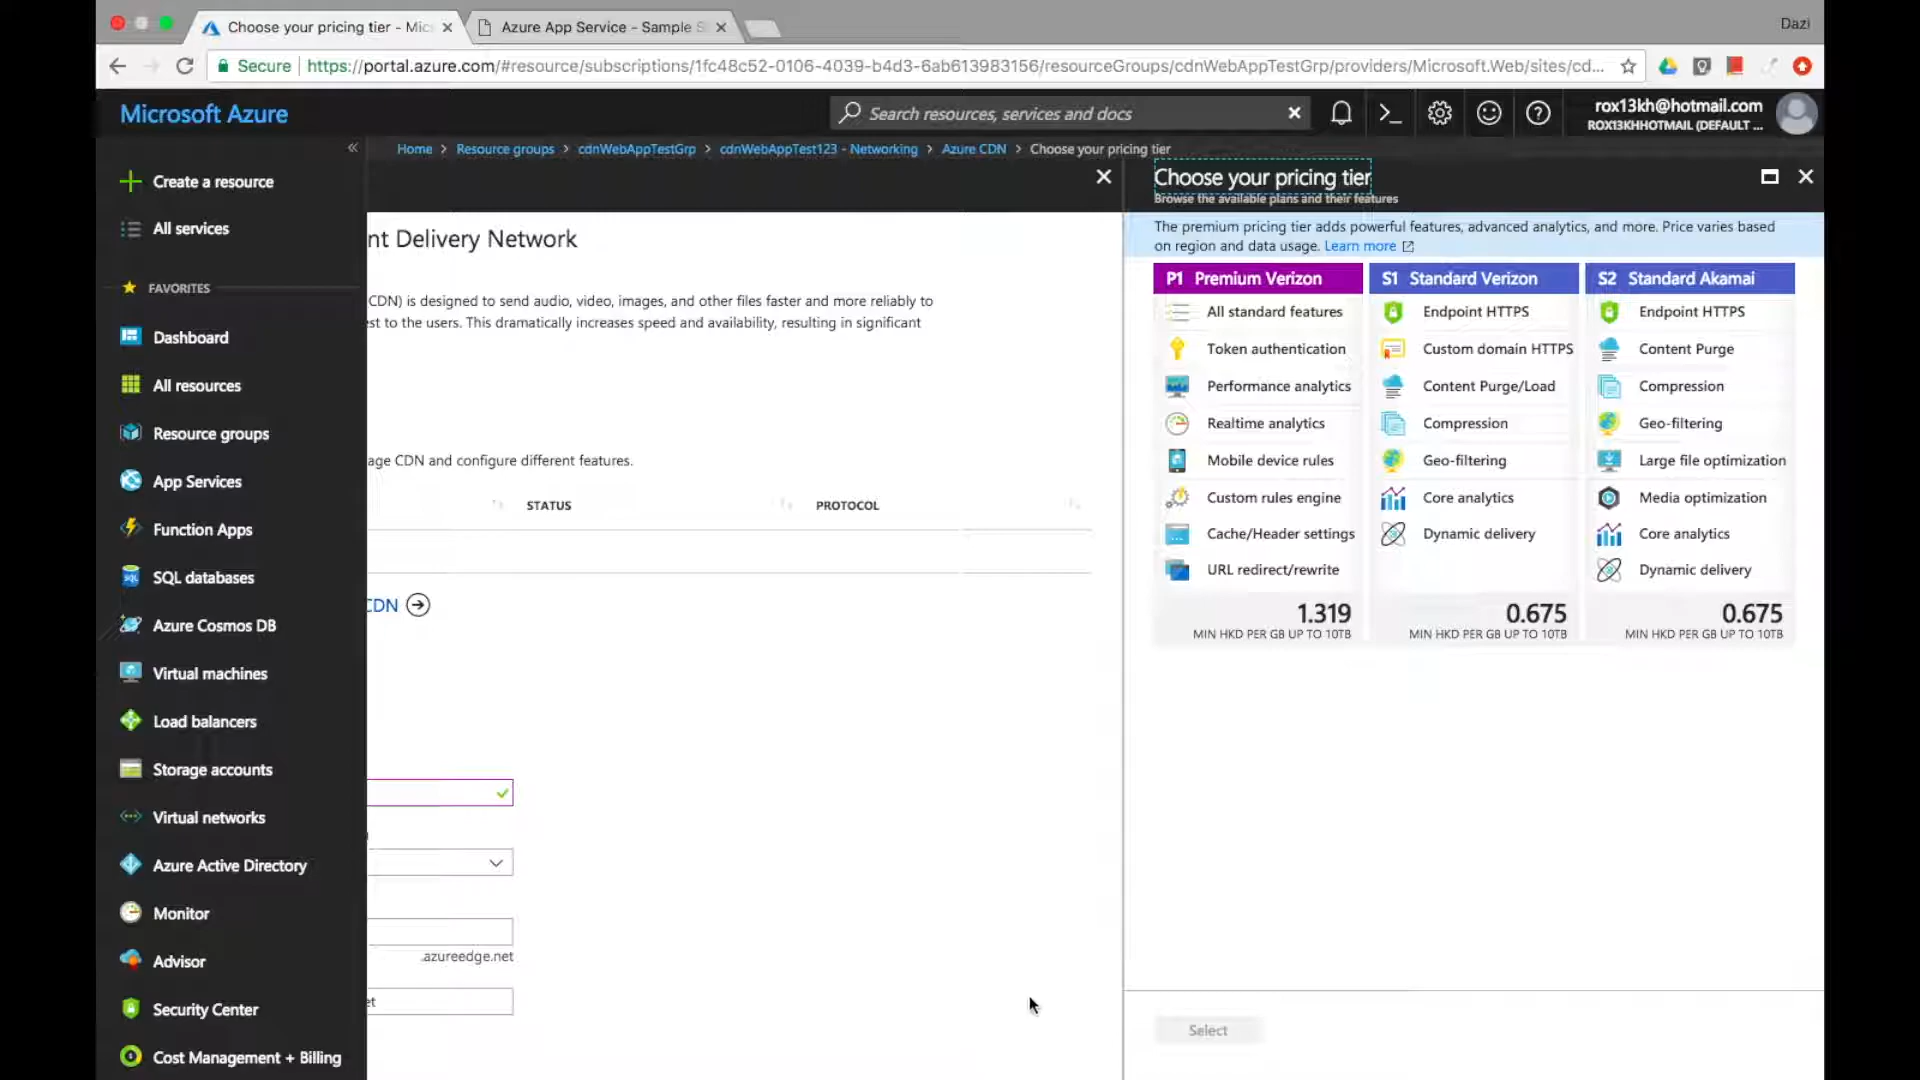 Choose your pricing tier - Mic
Azure App Service - Sample S
Dazi
Secure
https://portal.azure.com/#resource/subscriptions/1fc48c52-0106-4039-b4d3-6ab613983156/resourceGroups/cdnWebAppTestGrp/providers/Microsoft.Web/sites/cd...
Microsoft Azure
Search resources, services and docs
rox13kh@hotmail.com
ROX13KHHOTMAIL (DEFAULT ...
Home > Resource groups > cdnWebAppTestGrp > cdnWebAppTest123 - Networking > Azure CDN > Choose your pricing tier
Create a resource
All services
FAVORITES
Dashboard
All resources
Resource groups
App Services
Function Apps
SQL databases
Azure Cosmos DB
Virtual machines
Load balancers
Storage accounts
Virtual networks
Azure Active Directory
Monitor
Advisor
Security Center
Cost Management + Billing
nt Delivery Network
CDN) is designed to send audio, video, images, and other files faster and more reliably to
est to the users. This dramatically increases speed and availability, resulting in significant
age CDN and configure different features.
STATUS
PROTOCOL
CDN
.azureedge.net
et
Choose your pricing tier
Browse the available plans and their features
The premium pricing tier adds powerful features, advanced analytics, and more. Price varies based
on region and data usage. Learn more
P1 Premium Verizon
All standard features
Token authentication
Performance analytics
Realtime analytics
Mobile device rules
Custom rules engine
Cache/Header settings
URL redirect/rewrite
1.319
MIN HKD PER GB UP TO 10TB
S1 Standard Verizon
Endpoint HTTPS
Custom domain HTTPS
Content Purge/Load
Compression
Geo-filtering
Core analytics
Dynamic delivery
0.675
MIN HKD PER GB UP TO 10TB
S2 Standard Akamai
Endpoint HTTPS
Content Purge
Compression
Geo-filtering
Large file optimization
Media optimization
Core analytics
Dynamic delivery
0.675
MIN HKD PER GB UP TO 10TB
Select